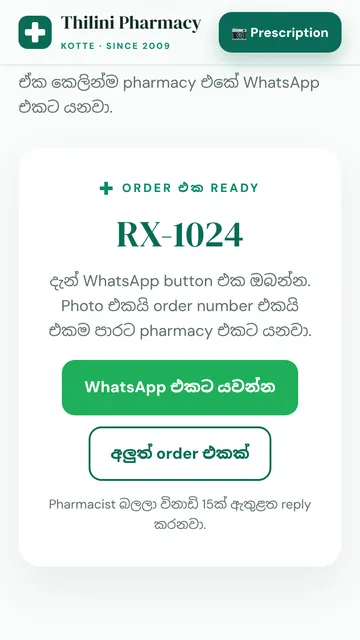 Thilini Pharmacy
KOTTE · SINCE 2009
📷 Prescription
ඒක කෙලින්ම pharmacy එකේ WhatsApp
එකට යනවා.
ORDER එක READY
RX-1024
දැන් WhatsApp button එක ඔබන්න.
Photo එකයි order number එකයි
එකම පාරට pharmacy එකට යනවා.
WhatsApp එකට යවන්න
අලුත් order එකක්
Pharmacist බලලා විනාඩි 15ක් ඇතුළත reply
කරනවා.